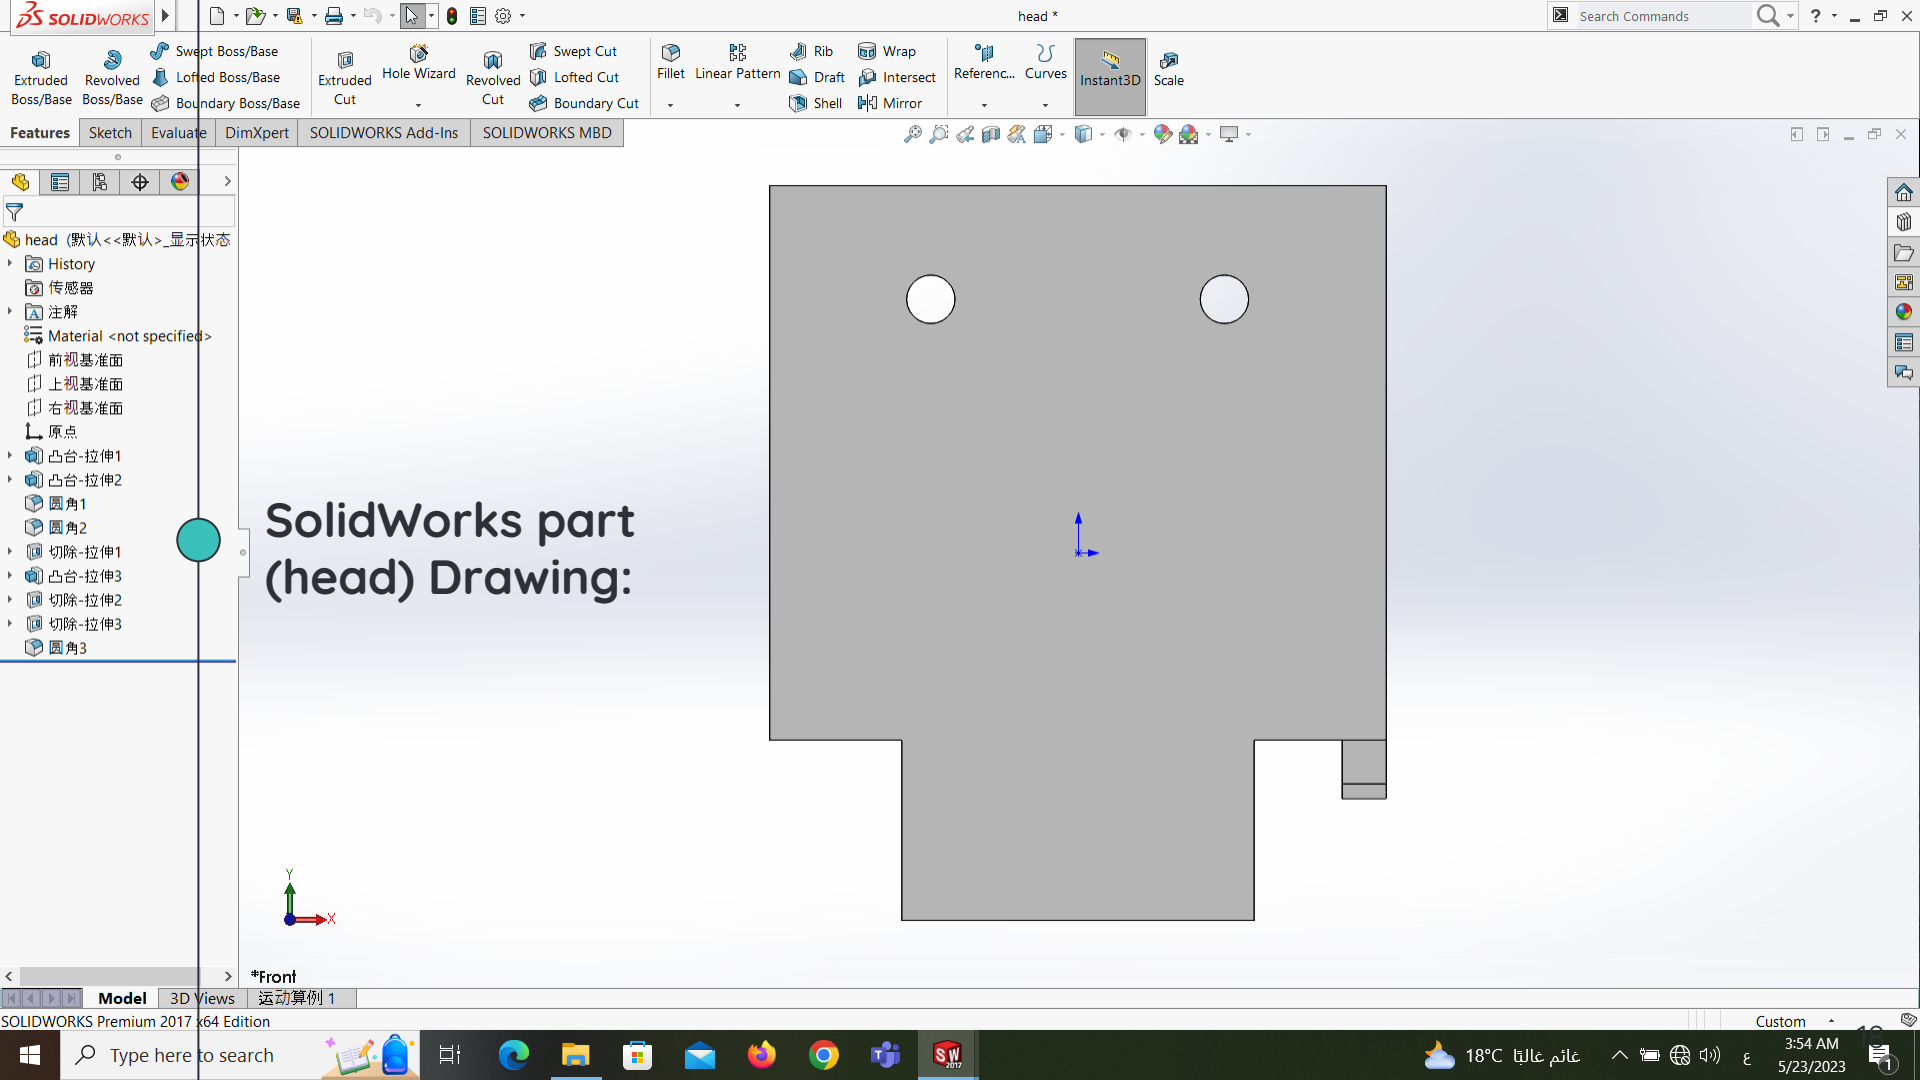 SOLIDWORKS
head *
Search Commands
?
Extruded Boss/Base
Revolved Boss/Base
Swept Boss/Base
Lofted Boss/Base
Boundary Boss/Base
Extruded Cut
Hole Wizard
Revolved Cut
Swept Cut
Lofted Cut
Boundary Cut
Fillet
Linear Pattern
Rib
Draft
Shell
Wrap
Intersect
Mirror
Referenc...
Curves
Instant3D
Scale
Features
Sketch
Evaluate
DimXpert
SOLIDWORKS Add-Ins
SOLIDWORKS MBD
head (默认<<默认>_显示状态
History
传感器
注解
Material <not specified>
前视基准面
上视基准面
右视基准面
原点
凸台-拉伸1
凸台-拉伸2
圆角1
圆角2
切除-拉伸1
凸台-拉伸3
切除-拉伸2
切除-拉伸3
圆角3
SolidWorks part
(head) Drawing:
Y
X
*Front
Model
3D Views
运动算例 1
SOLIDWORKS Premium 2017 x64 Edition
Custom
18
Type here to search
SW
2017
18°C غائم غالبًا
ع
3:54 AM
5/23/2023
1